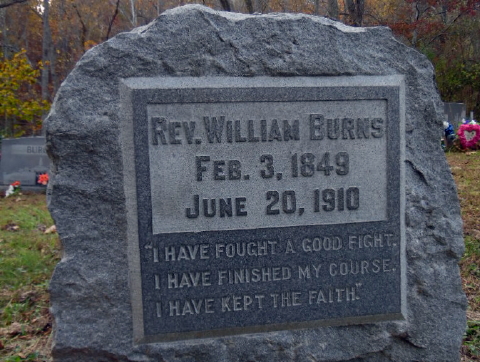 REV. WILLIAM BURNS
FEB. 3, 1849
JUNE 20, 1910
"I HAVE FOUGHT A GOOD FIGHT,
I HAVE FINISHED MY COURSE,
I HAVE KEPT THE FAITH."